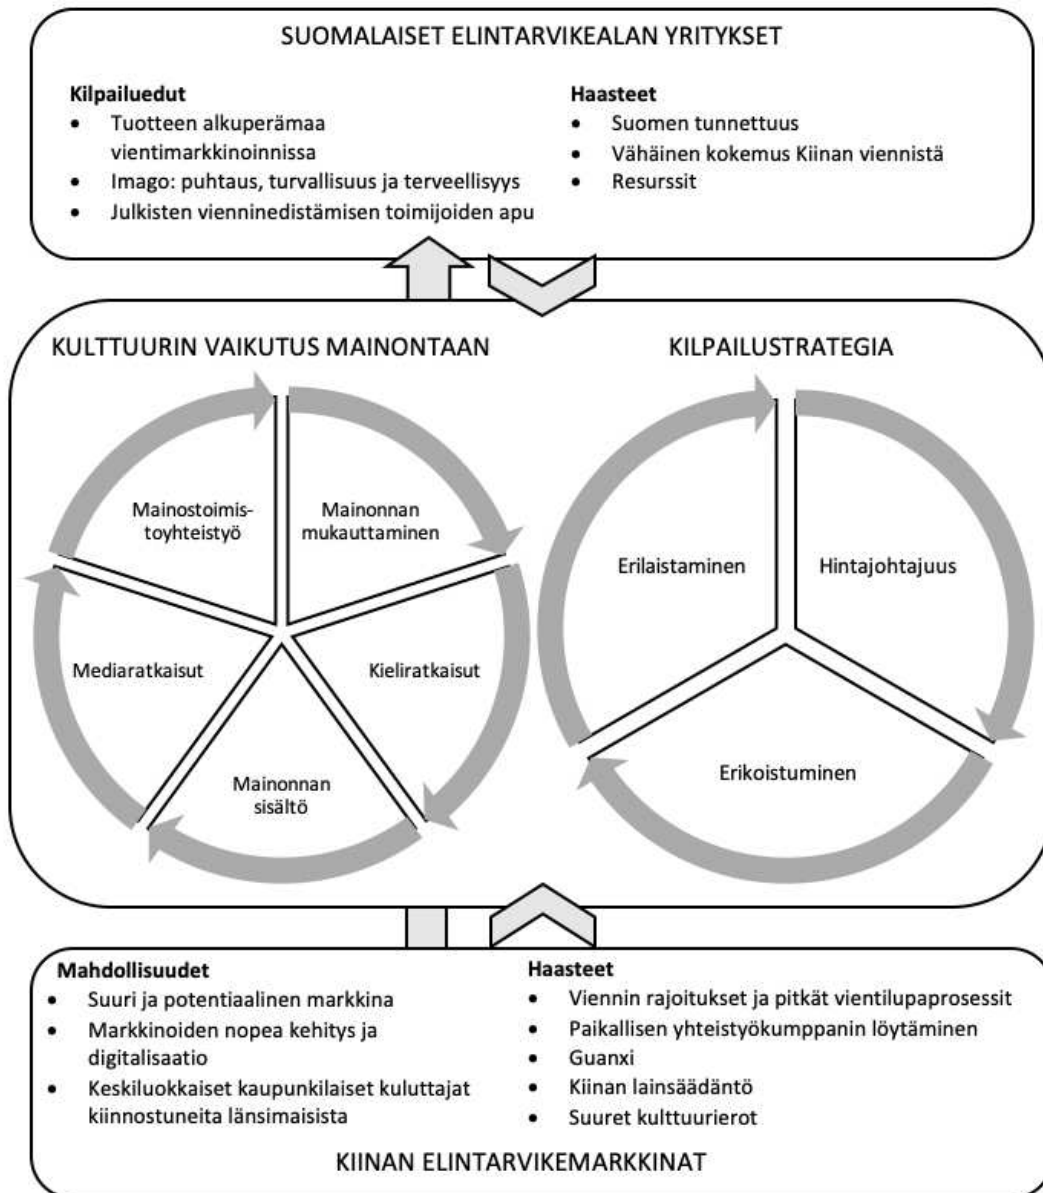 SUOMALAISET ELINTARVIKEALAN YRITYKSET
Kilpailuedut
• Tuotteen alkuperämaa
vientimarkkinoinnissa
• Imago: puhtaus, turvallisuus ja terveellisyys
• Julkisten vienninedistämisen toimijoiden apu
Haasteet
• Suomen tunnettuus
• Vähäinen kokemus Kiinan viennistä
• Resurssit
KULTTUURIN VAIKUTUS MAINONTAAN
Mainostoimis-
toyhteistyö
Mainonnan
mukauttaminen
Mediaratkaisut
Kieliratkaisut
Mainonnan
sisältö
KILPAILUSTRATEGIA
Erilaistaminen
Hintajohtajuus
Erikoistuminen
Mahdollisuudet
• Suuri ja potentiaalinen markkina
• Markkinoiden nopea kehitys ja
digitalisaatio
• Keskiluokkaiset kaupunkilaiset kuluttajat
kiinnostuneita länsimaisista
Haasteet
• Viennin rajoitukset ja pitkät vientilupaprosessit
• Paikallisen yhteistyökumppanin löytäminen
• Guanxi
• Kiinan lainsäädäntö
• Suuret kulttuurierot
KIINAN ELINTARVIKEMARKKINAT